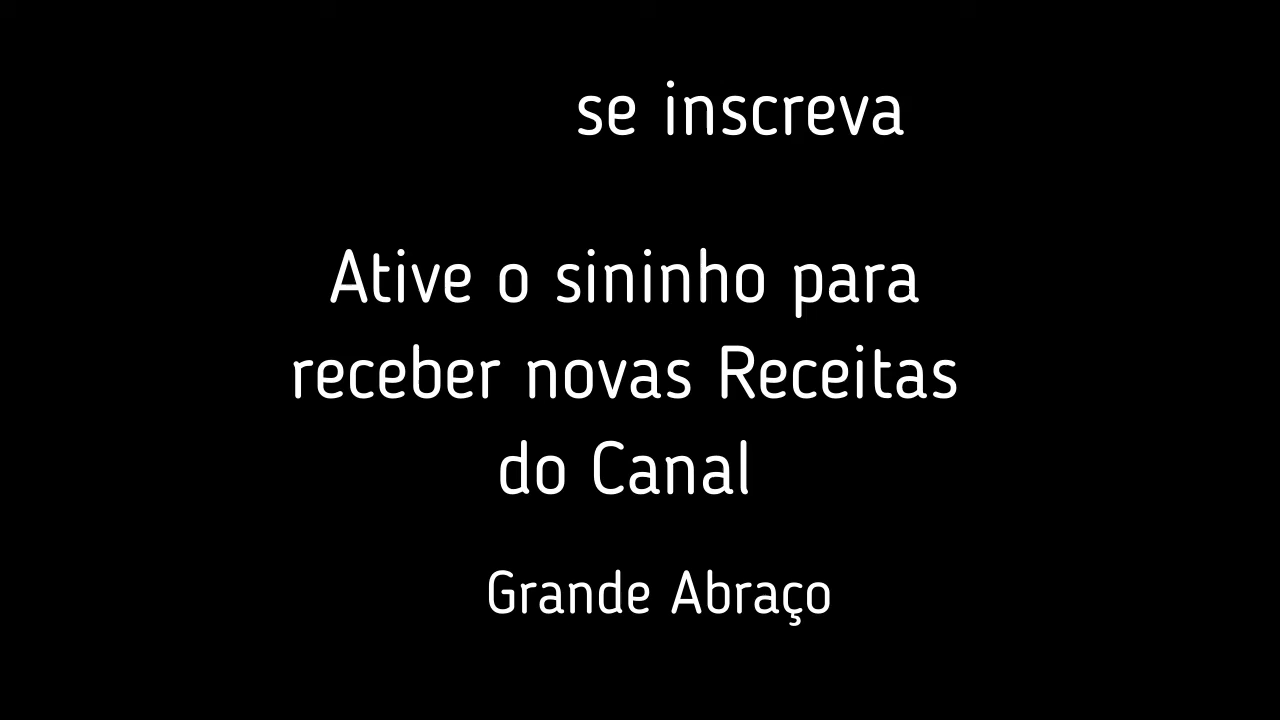 se inscreva
Ative o sininho para
receber novas Receitas
do Canal
Grande Abraço